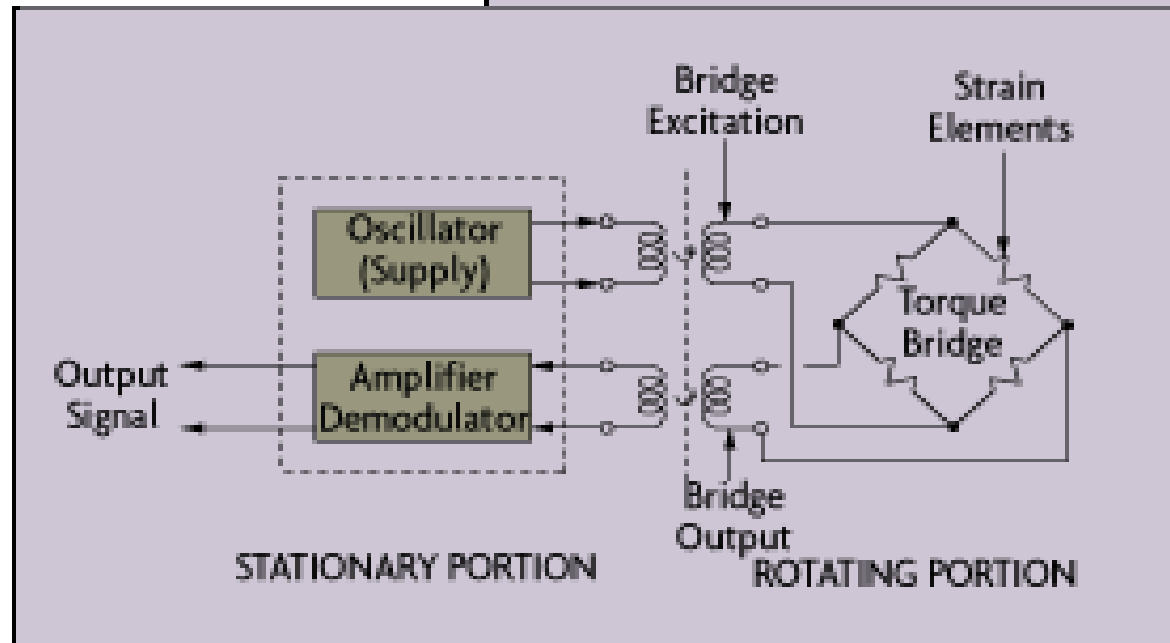 Bridge
Excitation
Strain
Elements
Oscillator
(Supply)
Torque
Bridge
Output
Signal
Amplifier
Demodulator
Bridge
Output
STATIONARY PORTION
ROTATING PORTION